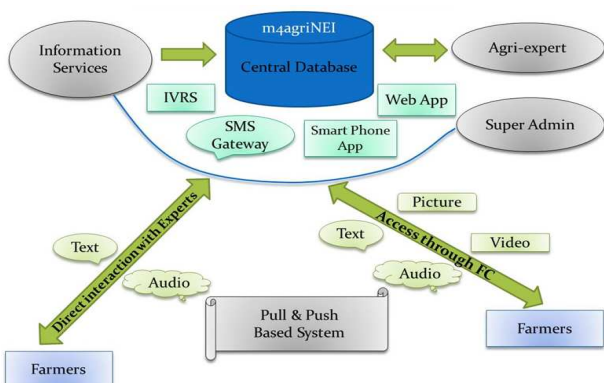 m4agriNEI
Information
Services
Central Database
Agri-expert
IVRS
Web App
SMS
Gateway
Smart Phone
App
Super Admin
Picture
Text
Direct interaction with Experts
Audio
Access through FC
Text
Video
Audio
Pull & Push
Based System
Farmers
Farmers